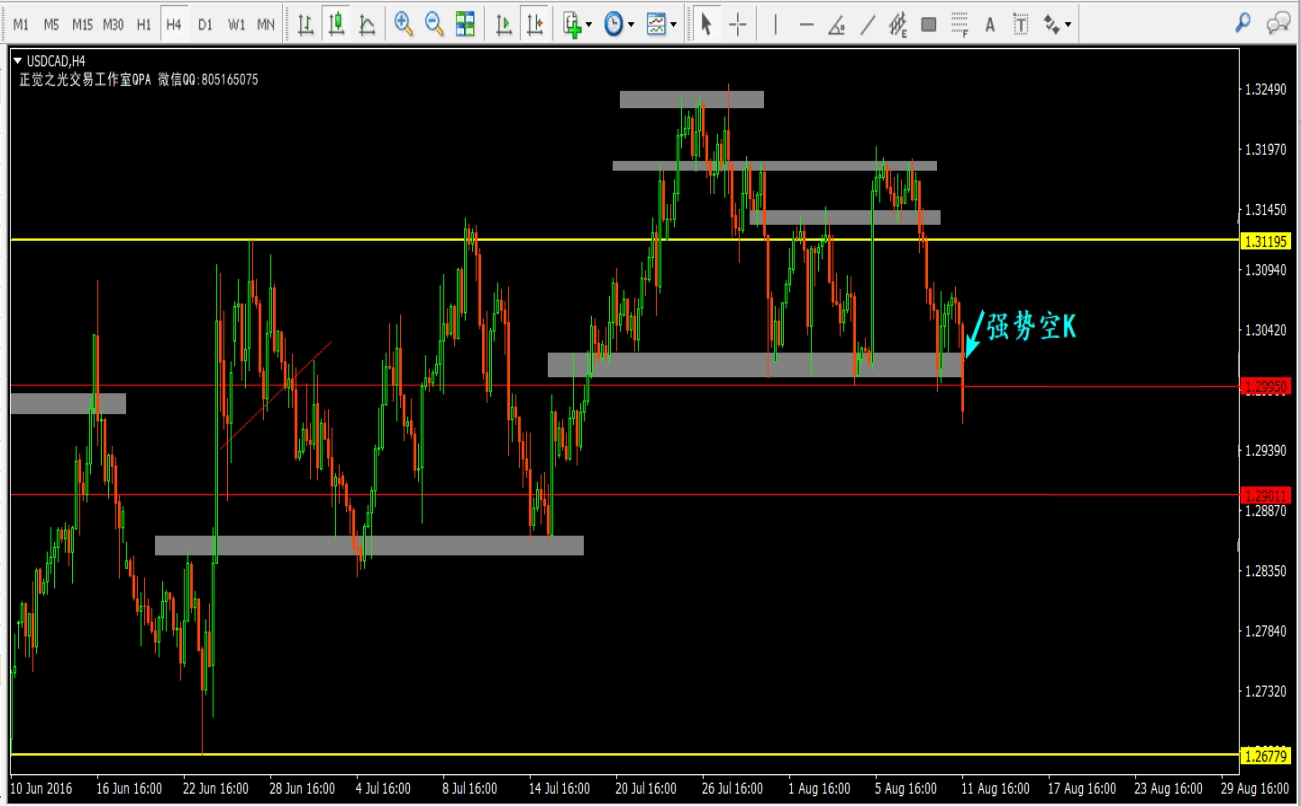 M1 M5 M15 M30 H1 H4 D1 W1 MN
E F A T
USDCAD,H4
正觉之光交易工作室QPA 微信QQ:805165075
1.32490
1.31970
1.31450
1.31195
1.30940
强势空K
1.30420
1.29950
1.29390
1.29011
1.28870
1.28350
1.27840
1.27320
1.26779
10 Jun 2016 16 Jun 16:00 22 Jun 16:00 28 Jun 16:00 4 Jul 16:00 8 Jul 16:00 14 Jul 16:00 20 Jul 16:00 26 Jul 16:00 1 Aug 16:00 5 Aug 16:00 11 Aug 16:00 17 Aug 16:00 23 Aug 16:00 29 Aug 16:00